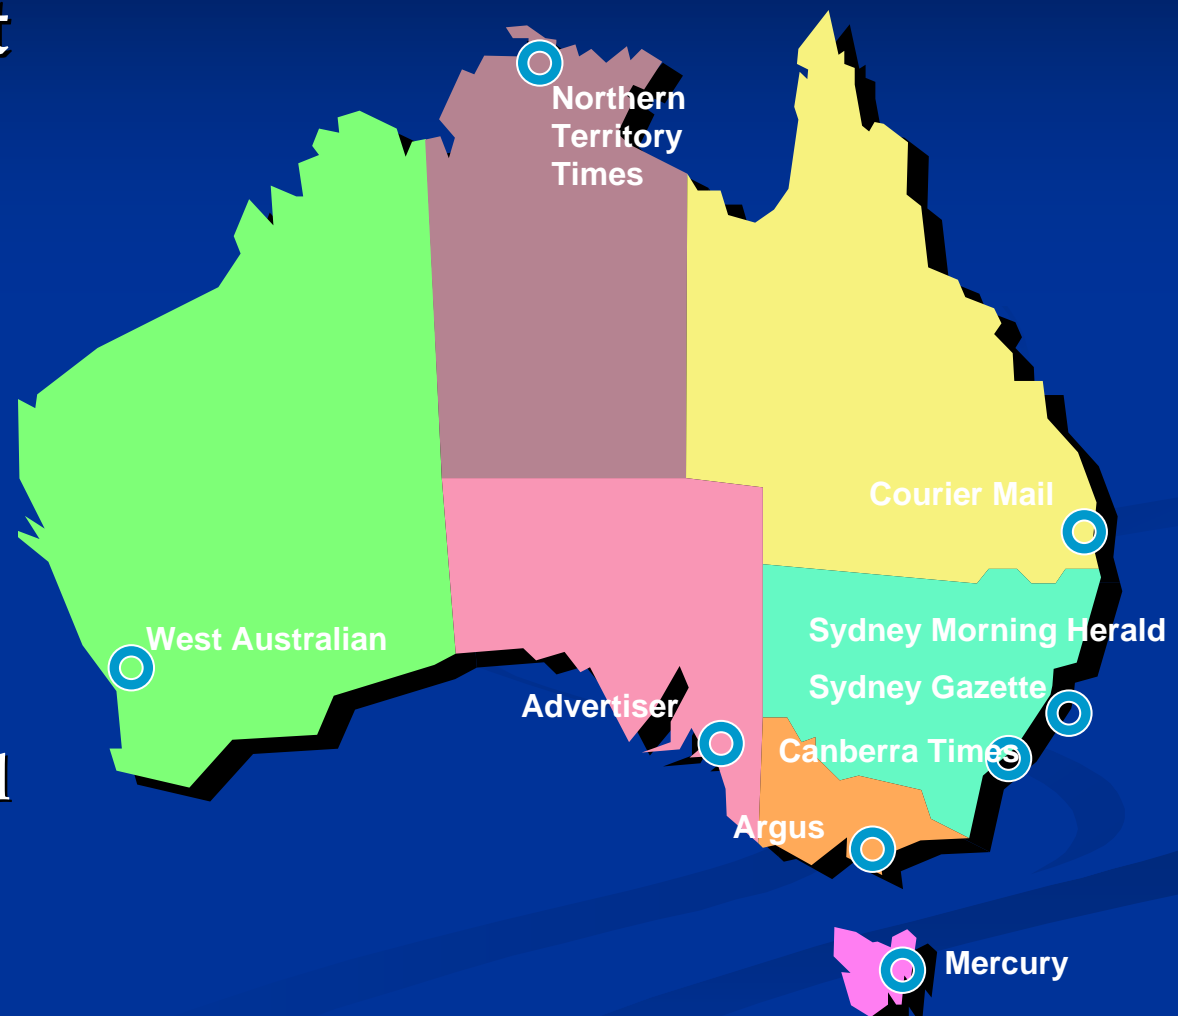 t
Northern
Territory
Times
Courier Mail
West Australian
Sydney Morning Herald
Sydney Gazette
Advertiser
Canberra Times
l
Argus
Mercury